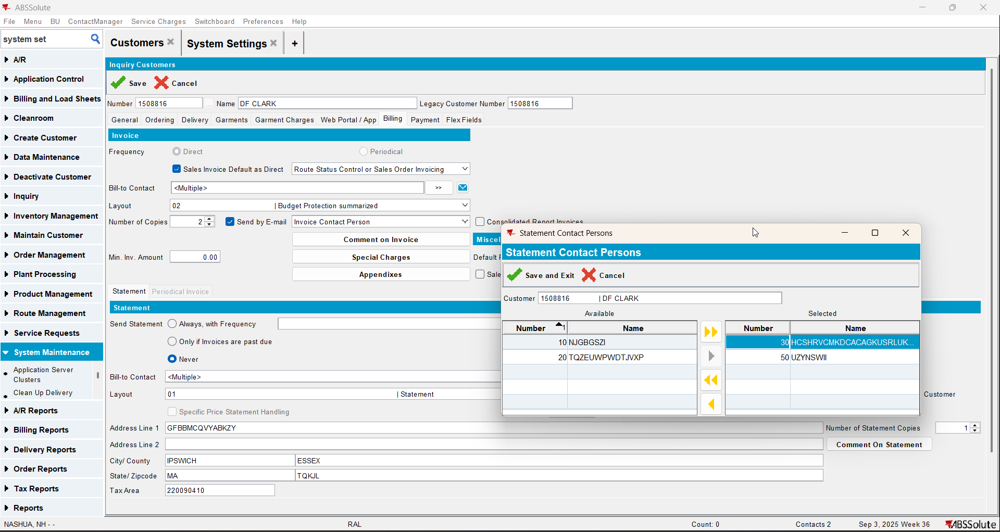 ABSSolute
File Menu BU ContactManager Service Charges Switchboard Preferences Help
system set
Customers System Settings +
A/R
Application Control
Billing and Load Sheets
Cleanroom
Create Customer
Data Maintenance
Deactivate Customer
Inquiry
Inventory Management
Maintain Customer
Order Management
Plant Processing
Product Management
Route Management
Service Requests
System Maintenance
Application Server
Clusters
Clean Up Delivery
A/R Reports
Billing Reports
Delivery Reports
Order Reports
Tax Reports
Reports
Inquiry Customers
Save Cancel
Number 1508816 ... Name DF CLARK Legacy Customer Number 1508816
General Ordering Delivery Garments Garment Charges Web Portal / App Billing Payment Flex Fields
Invoice
Frequency Direct Periodical
Sales Invoice Default as Direct Route Status Control or Sales Order Invoicing
Bill-to Contact <Multiple> >>
Layout 02 | Budget Protection summarized
Number of Copies 2 Send by E-mail Invoice Contact Person Consolidated Report Invoices
Comment on Invoice Miscel
Min. Inv. Amount 0.00 Special Charges Default
Appendixes Sale
Statement Periodical Invoice
Statement
Send Statement Always, with Frequency
Only if Invoices are past due
Never
Bill-to Contact <Multiple>
Layout 01 | Statement Customer
Specific Price Statement Handling
Address Line 1 GFBBMCQVYABKZY Number of Statement Copies 1
Address Line 2 Comment On Statement
City/ County IPSWICH ESSEX
State/ Zipcode MA TQKJL
Tax Area 220090410
Statement Contact Persons
Statement Contact Persons
Save and Exit Cancel
Customer 1508816 | DF CLARK
Available Selected
Number 1 Name Number Name
10 NJGBGSZI 30 HCSHRVCMKDCACAGKUSRLUK...
20 TQZEUWPWDTJVXP 50 UZYNSWII
NASHUA, NH - - RAL Count: 0 Contacts 2 Sep 3, 2025 Week 36 ABSSolute